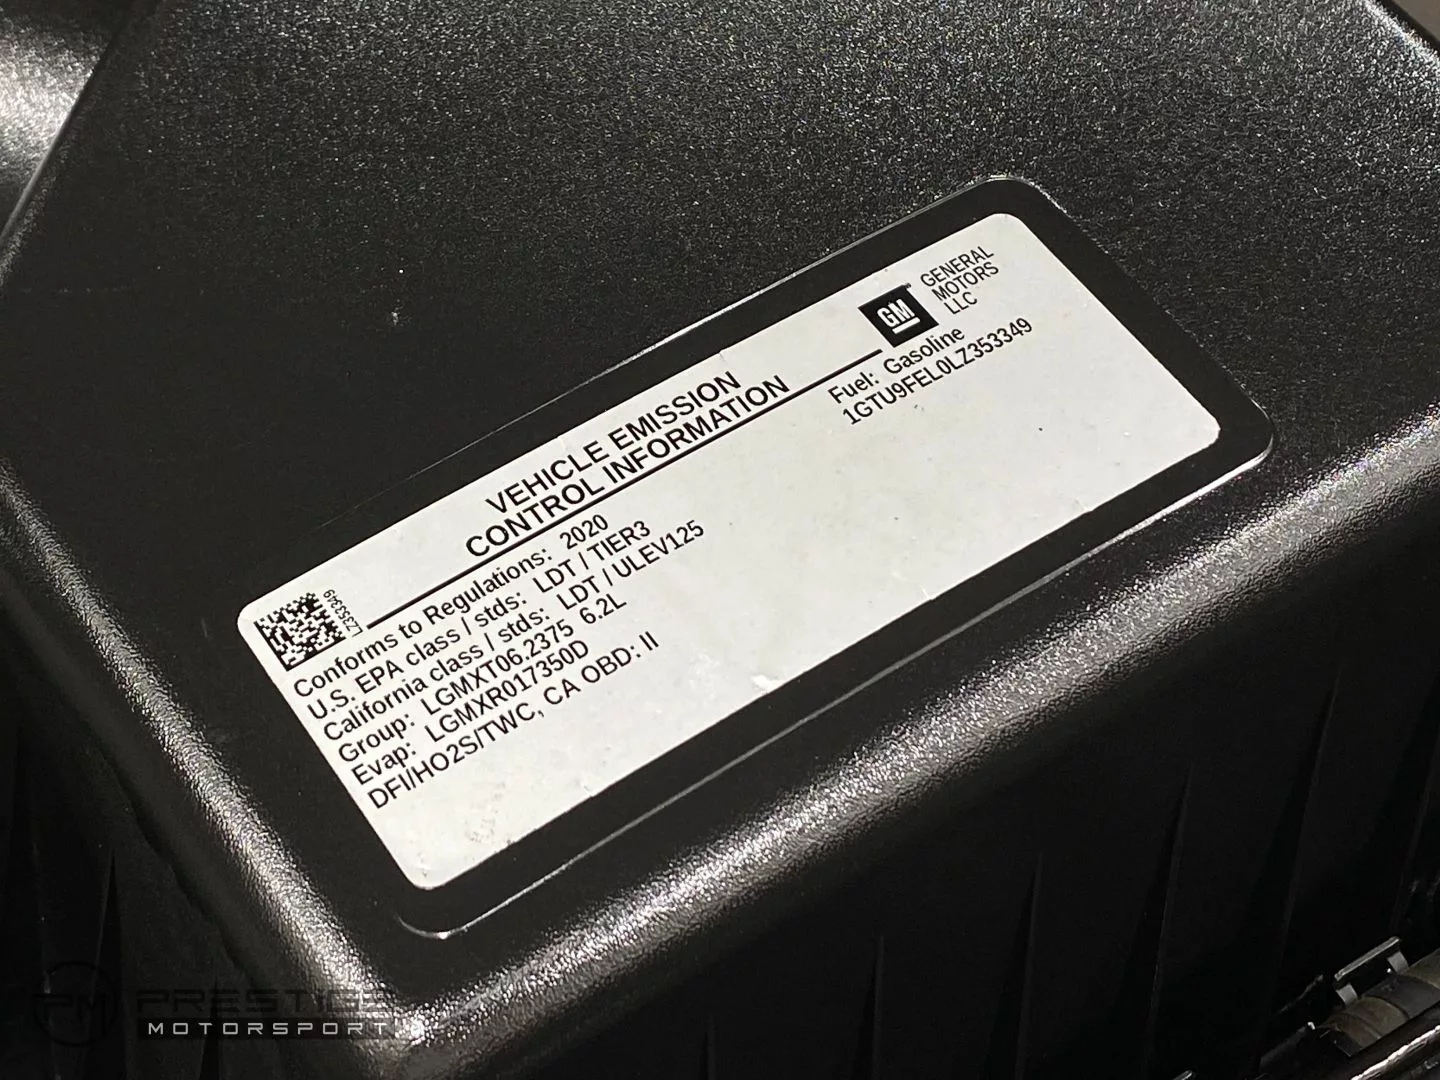 GM
GENERAL
MOTORS
LLC
VEHICLE EMISSION
CONTROL INFORMATION
Fuel: Gasoline
1GTU9FEL0LZ353349
LZ353349
Conforms to Regulations: 2020
U.S. EPA class / stds: LDT / TIER3
California class / stds: LDT / ULEV125
Group: LGMXT06.2375 6.2L
Evap: LGMXR017350D
DFI/HO2S/TWC, CA OBD: II
PM
PRESTIGE
MOTORSPORT